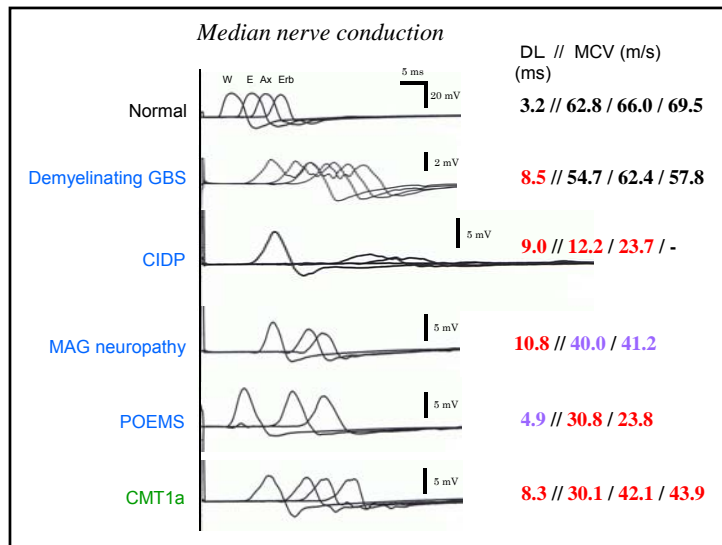 Median nerve conduction
DL // MCV (m/s)
(ms)
5 ms
20 mV
W E Ax Erb
Normal
3.2 // 62.8 / 66.0 / 69.5
Demyelinating GBS
2 mV
8.5 // 54.7 / 62.4 / 57.8
CIDP
5 mV
9.0 // 12.2 / 23.7 / -
MAG neuropathy
5 mV
10.8 // 40.0 / 41.2
POEMS
5 mV
4.9 // 30.8 / 23.8
CMT1a
5 mV
8.3 // 30.1 / 42.1 / 43.9